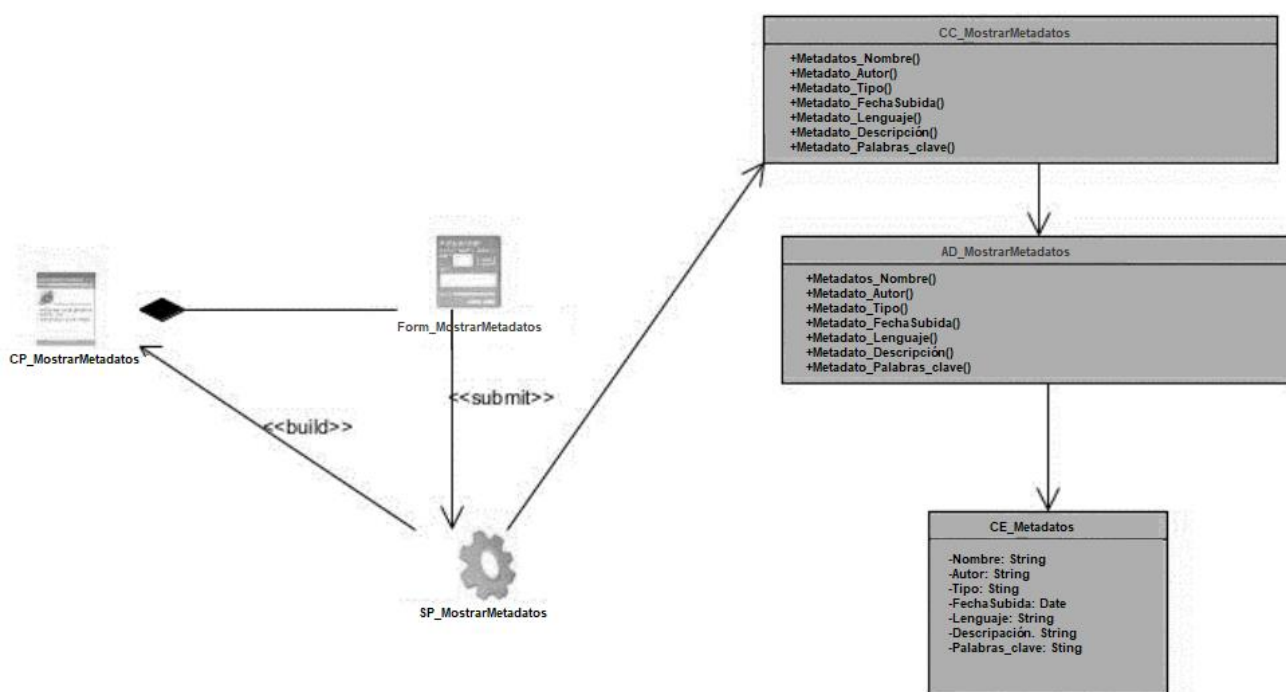 CC_MostrarMetadatos
+Metadatos_Nombre()
+Metadato_Autor()
+Metadato_Tipo()
+Metadato_FechaSubida()
+Metadato_Lenguaje()
+Metadato_Descripción()
+Metadato_Palabras_clave()
AD_MostrarMetadatos
+Metadatos_Nombre()
+Metadato_Autor()
+Metadato_Tipo()
+Metadato_FechaSubida()
+Metadato_Lenguaje()
+Metadato_Descripción()
+Metadato_Palabras_clave()
Form_MostrarMetadatos
CP_MostrarMetadatos
<<submit>>
<<build>>
SP_MostrarMetadatos
CE_Metadatos
-Nombre: String
-Autor: String
-Tipo: Sting
-FechaSubida: Date
-Lenguaje: String
-Descripación. String
-Palabras_clave: Sting